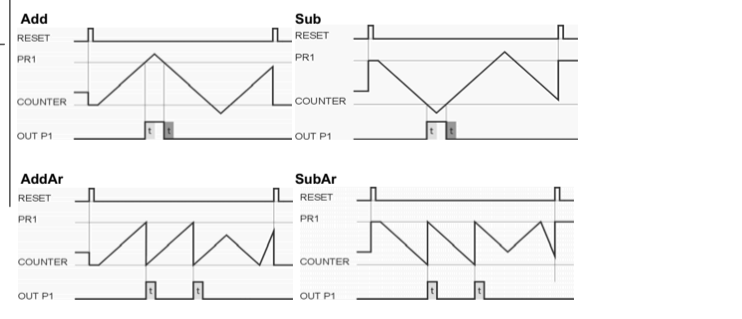 Add
RESET
PR1
COUNTER
OUT P1
t t
Sub
RESET
PR1
COUNTER
OUT P1
t t
AddAr
RESET
PR1
COUNTER
OUT P1
t t
SubAr
RESET
PR1
COUNTER
OUT P1
t t